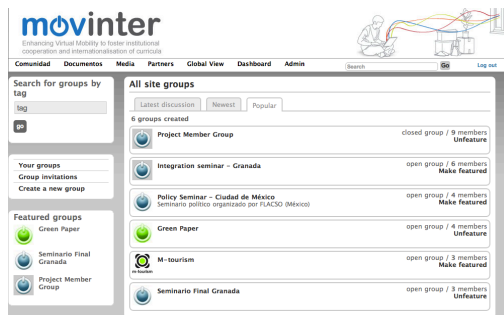 movinter
Enhancing Virtual Mobility to foster institutional
cooperation and internationalisation of curricula
Comunidad Documentos Media Partners Global View Dashboard Admin Search Go Log out
Search for groups by
tag
tag
go
Your groups
Group invitations
Create a new group
Featured groups
Green Paper
Seminario Final
Granada
Project Member
Group
All site groups
Latest discussion Newest Popular
6 groups created
Project Member Group
closed group / 9 members
Unfeature
Integration seminar - Granada
open group / 6 members
Make featured
Policy Seminar - Ciudad de México
Seminario político organizado por FLACSO (México)
open group / 4 members
Make featured
Green Paper
open group / 4 members
Unfeature
m-tourism
M-tourism
open group / 3 members
Make featured
Seminario Final Granada
open group / 3 members
Unfeature